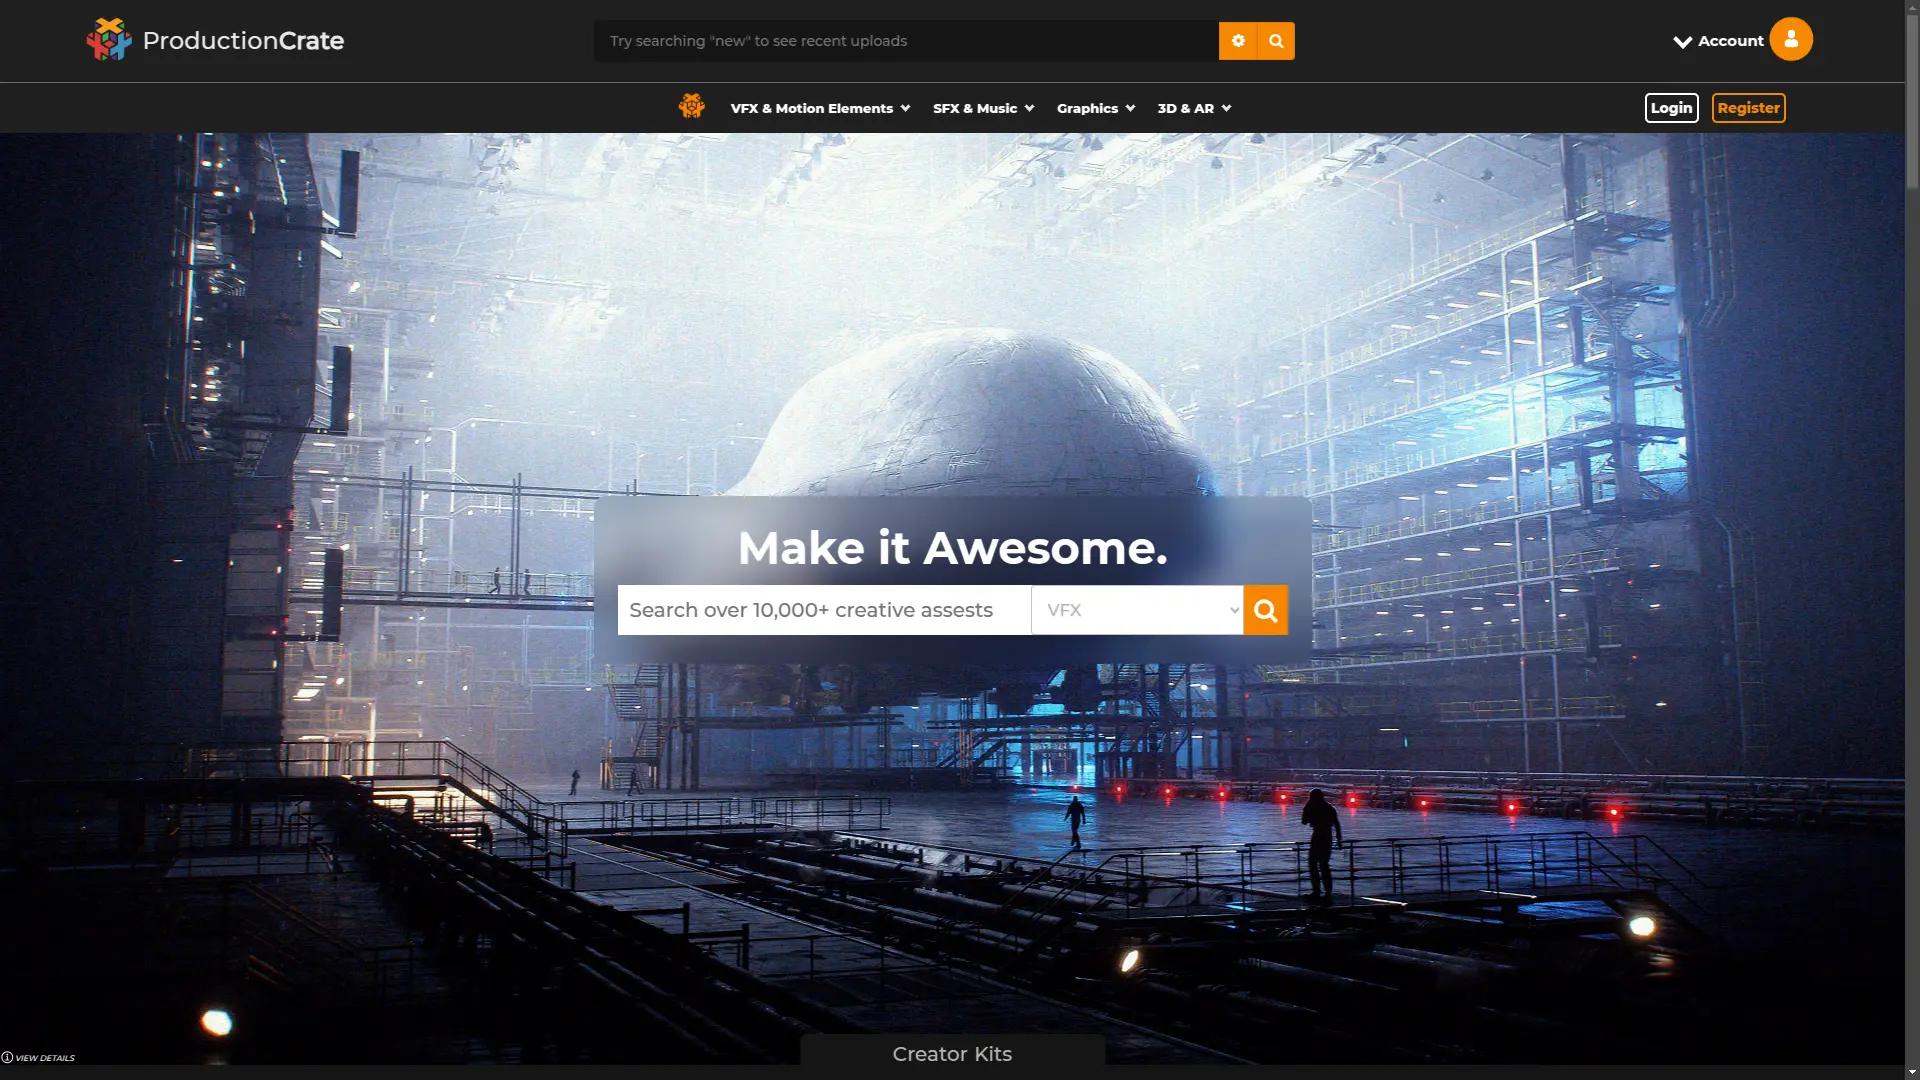 ProductionCrate
Try searching "new" to see recent uploads
Account
VFX & Motion Elements
SFX & Music
Graphics
3D & AR
Login
Register
Make it Awesome.
Search over 10,000+ creative assests
VFX
VIEW DETAILS
Creator Kits